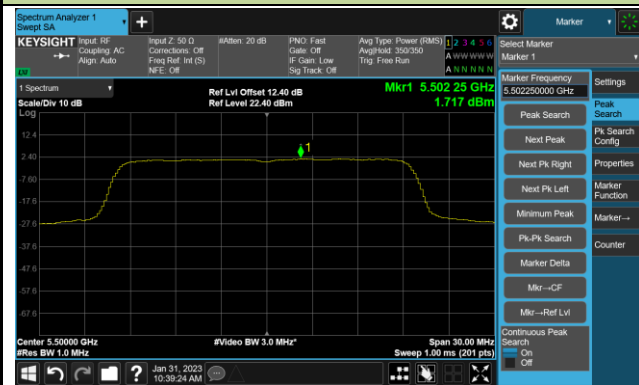 Spectrum Analyzer 1
Swept SA
Marker
KEYSIGHT
Input: RF
Coupling: AC
Align: Auto
Input Z: 50 Ω
Corrections: Off
Freq Ref: Int (S)
NFE: Off
#Atten: 20 dB
PNO: Fast
Gate: Off
IF Gain: Low
Sig Track: Off
Avg Type: Power (RMS)
Avg|Hold: 350/350
Trig: Free Run
1 2 3 4 5 6
A W W W W W
A N N N N N
Select Marker
Marker 1
1 Spectrum
Scale/Div 10 dB
Log
Ref Lvl Offset 12.40 dB
Ref Level 22.40 dBm
Mkr1 5.502 25 GHz
1.717 dBm
Marker Frequency
5.502250000 GHz
Peak Search
Next Peak
Next Pk Right
Next Pk Left
Minimum Peak
Pk-Pk Search
Marker Delta
Mkr→CF
Mkr→Ref Lvl
Continuous Peak
Search
On
Off
Settings
Peak
Search
Pk Search
Config
Properties
Marker
Function
Marker→
Counter
12.4
2.40
-7.60
-17.6
-27.6
-37.6
-47.6
-57.6
-67.6
1
Center 5.50000 GHz
#Res BW 1.0 MHz
#Video BW 3.0 MHz*
Span 30.00 MHz
Sweep 1.00 ms (201 pts)
Jan 31, 2023
10:39:24 AM